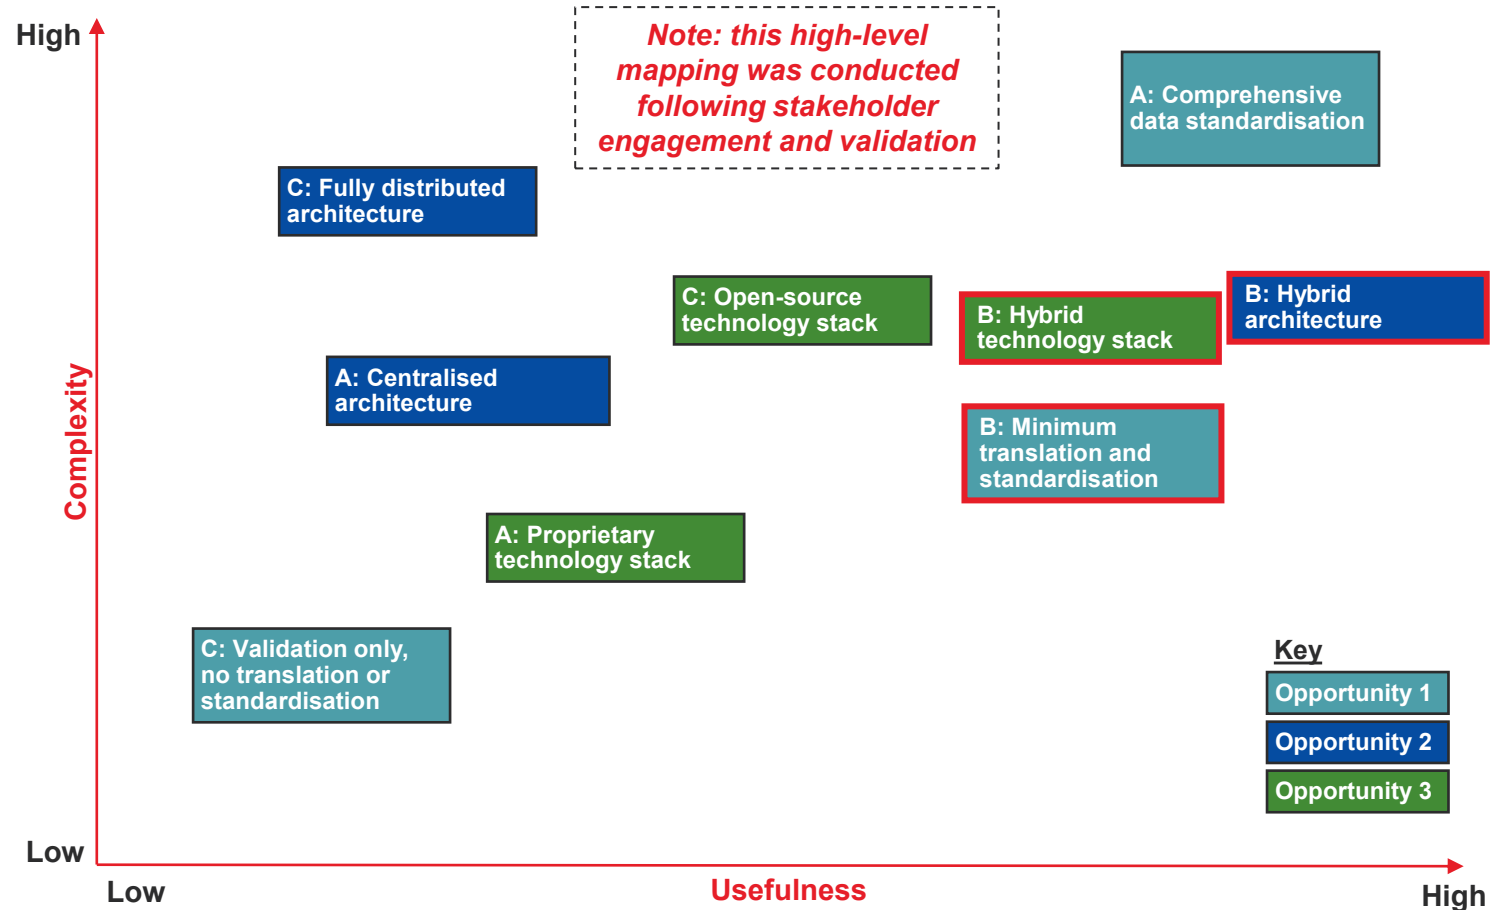 High
Note: this high-level
mapping was conducted
following stakeholder
engagement and validation
A: Comprehensive
data standardisation
C: Fully distributed
architecture
C: Open-source
technology stack
B: Hybrid
technology stack
B: Hybrid
architecture
A: Centralised
architecture
Complexity
B: Minimum
translation and
standardisation
A: Proprietary
technology stack
C: Validation only,
no translation or
standardisation
Key
Opportunity 1
Opportunity 2
Opportunity 3
Low
Low
Usefulness
High